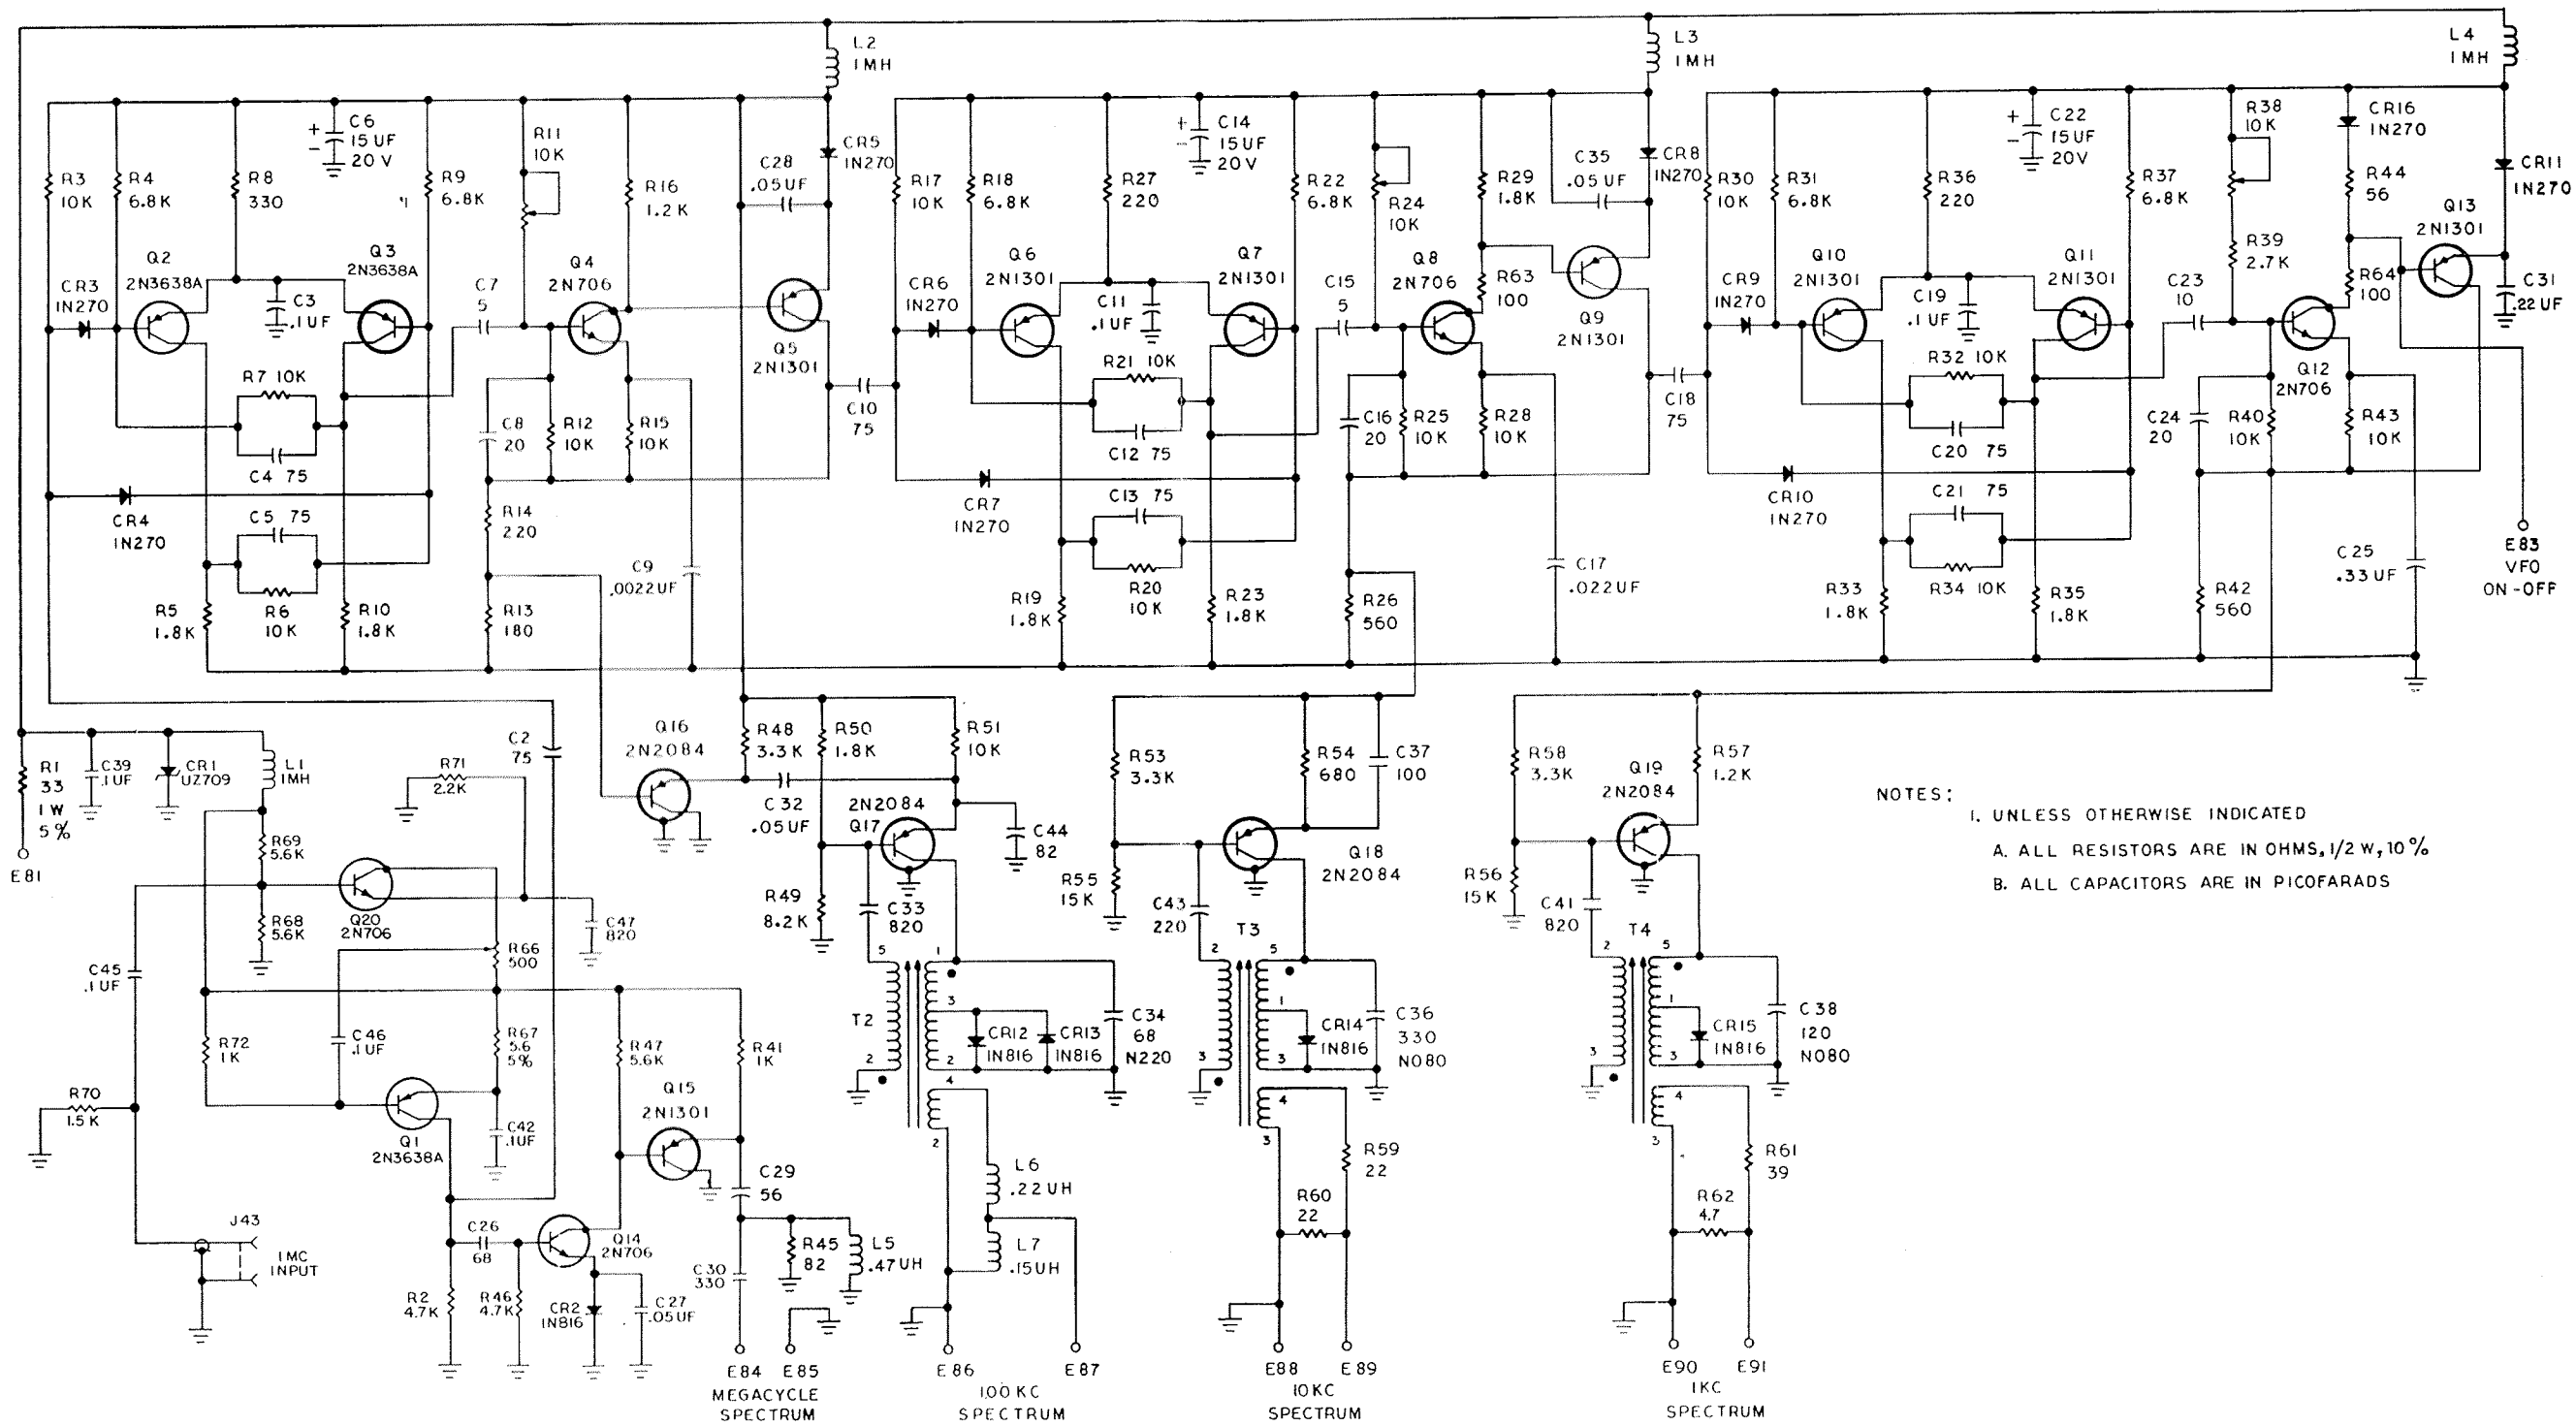 L2
1MH
L3
1MH
L4
1MH
R3
10K
R4
6.8K
R8
330
C6
15UF
20V
R9
6.8K
R11
10K
R16
1.2K
C28
.05UF
CR5
1N270
R17
10K
R18
6.8K
R27
220
C14
15UF
20V
R22
6.8K
R24
10K
R29
1.8K
C35
.05UF
CR8
1N270
R30
10K
R31
6.8K
R36
220
C22
15UF
20V
R37
6.8K
R38
10K
CR16
1N270
R44
56
CR11
1N270
R39
2.7K
Q13
2N1301
CR3
1N270
Q2
2N3638A
C3
.1UF
Q3
2N3638A
C7
5
Q4
2N706
Q5
2N1301
CR6
1N270
Q6
2N1301
C11
.1UF
Q7
2N1301
C15
5
Q8
2N706
R63
100
Q9
2N1301
CR9
1N270
Q10
2N1301
C19
.1UF
Q11
2N1301
C23
10
R64
100
Q12
2N706
C31
.22UF
R7 10K
C4 75
C8
20
R12
10K
R15
10K
C10
75
R21 10K
C12 75
C16
20
R25
10K
R28
10K
C18
75
R32 10K
C20 75
C24
20
R40
10K
R43
10K
CR4
1N270
C5 75
R6
10K
R5
1.8K
R10
1.8K
R14
220
R13
180
C9
.0022UF
CR7
1N270
C13 75
R20
10K
R19
1.8K
R23
1.8K
R26
560
C17
.022UF
CR10
1N270
C21 75
R34 10K
R33
1.8K
R35
1.8K
R42
560
C25
.33UF
E83
VFO
ON-OFF
R1
33
1W
5%
E81
C39
.1UF
CR1
UZ709
L1
1MH
R71
2.2K
C2
75
Q16
2N2084
R48
3.3K
R50
1.8K
R51
10K
C32
.05UF
2N2084
Q17
C44
82
R49
8.2K
C33
820
R53
3.3K
R54
680
C37
100
Q18
2N2084
R55
15K
C43
220
R58
3.3K
Q19
2N2084
R57
1.2K
R56
15K
C41
820
NOTES:
1. UNLESS OTHERWISE INDICATED
A. ALL RESISTORS ARE IN OHMS, 1/2 W, 10%
B. ALL CAPACITORS ARE IN PICOFARADS
R69
5.6K
R68
5.6K
Q20
2N706
C47
820
R66
500
C45
.1UF
R72
1K
C46
.1UF
R67
5.6
5%
R47
5.6K
R41
1K
R70
1.5K
Q1
2N3638A
C42
.1UF
Q15
2N1301
C29
56
J43
1MC
INPUT
R2
4.7K
C26
68
R46
4.7K
Q14
2N706
CR2
1N816
C27
.05UF
C30
330
R45
82
L5
.47UH
T2
5
2
1
3
2
4
2
CR12
1N816
CR13
1N816
C34
68
N220
L6
.22UH
L7
.15UH
T3
2
3
5
1
3
4
3
CR14
1N816
C36
330
N080
R59
22
R60
22
T4
2
3
5
1
3
4
3
CR15
1N816
C38
120
N080
R61
39
R62
4.7
E84
E85
MEGACYCLE
SPECTRUM
E86
E87
100KC
SPECTRUM
E88
E89
10KC
SPECTRUM
E90
E91
1KC
SPECTRUM